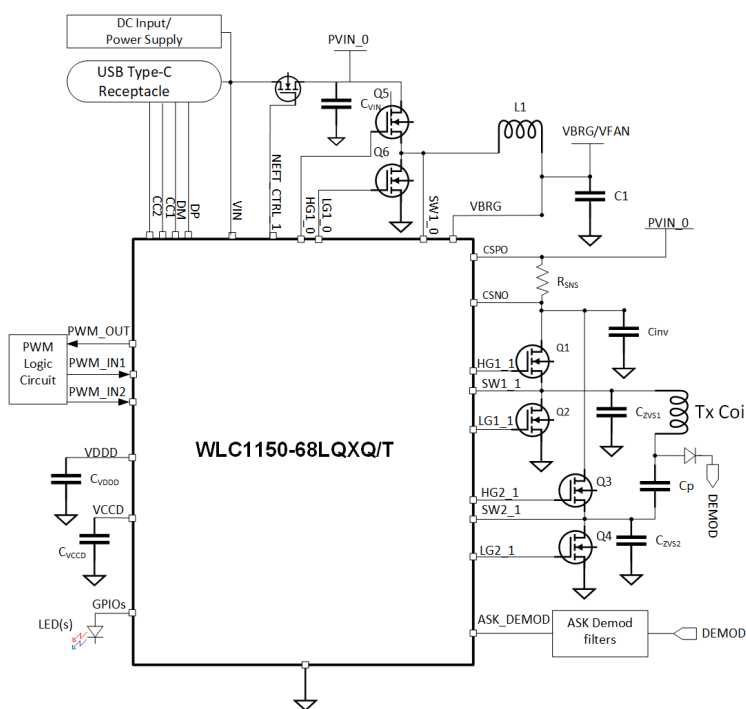 DC Input/
Power Supply
USB Type-C
Receptacle
PVIN_0
CVIN
Q5
Q6
L1
VBRG/VFAN
C1
CC2
CC1
DM
DP
VIN
NEFT_CTRL_1
HG1_0
LG1_0
SW1_0
VBRG
PVIN_0
CSPO
RSNS
CSNO
Cinv
Q1
HG1_1
SW1_1
LG1_1
Q2
CZVS1
Tx Coi
PWM
Logic
Circuit
PWM_OUT
PWM_IN1
PWM_IN2
WLC1150-68LQXQ/T
VDDD
CVDDD
VCCD
CVCCD
GPIOs
LED(s)
HG2_1
SW2_1
LG2_1
Q3
Q4
Cp
DEMOD
CZVS2
ASK_DEMOD
ASK Demod
filters
DEMOD